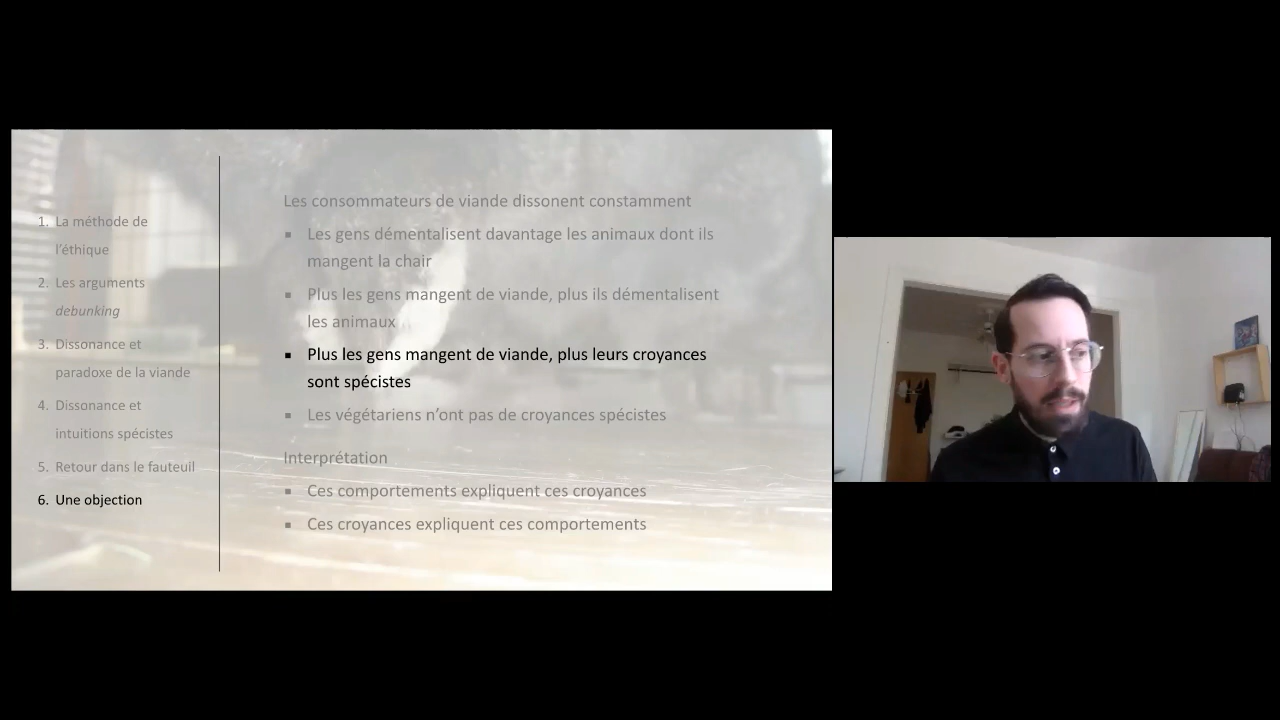 1. La méthode de
l'éthique
2. Les arguments
debunking
3. Dissonance et
paradoxe de la viande
4. Dissonance et
intuitions spécistes
5. Retour dans le fauteuil
6. Une objection
Les consommateurs de viande dissonent constamment
▪ Les gens démentalisent davantage les animaux dont ils
mangent la chair
▪ Plus les gens mangent de viande, plus ils démentalisent
les animaux
▪ Plus les gens mangent de viande, plus leurs croyances
sont spécistes
▪ Les végétariens n'ont pas de croyances spécistes
Interprétation
▪ Ces comportements expliquent ces croyances
▪ Ces croyances expliquent ces comportements